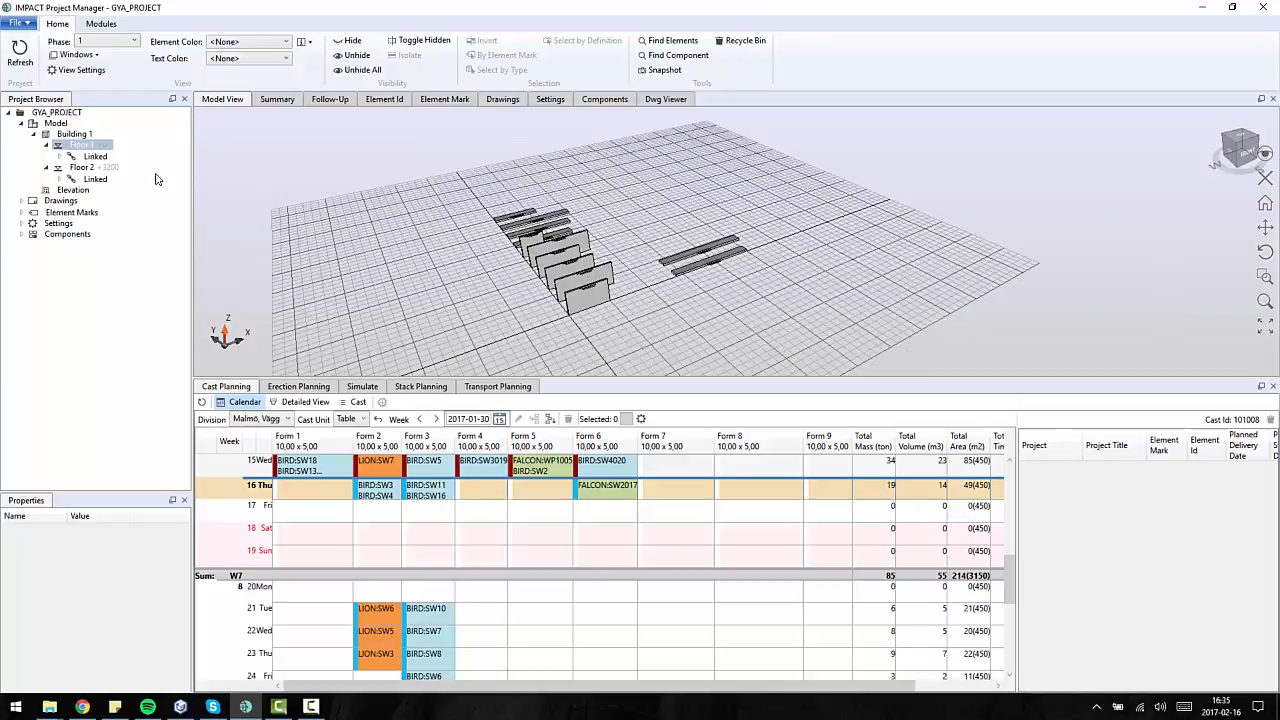 IMPACT Project Manager - GYA_PROJECT
File Home Modules
Phase: 1 Element Color: <None> Hide Toggle Hidden Invert Select by Definition Find Elements Recycle Bin
Refresh Windows Text Color: <None> Unhide Isolate By Element Mark Find Component
View Settings Unhide All Select by Type Snapshot
Project View Visibility Selection Tools
Project Browser
GYA_PROJECT
Model
Building 1
Floor 1
Linked
Floor 2 +3200
Linked
Elevation
Drawings
Element Marks
Settings
Components
Properties
Name Value
Model View Summary Follow-Up Element Id Element Mark Drawings Settings Components Dwg Viewer
FRONT
Z
Y X
Cast Planning Erection Planning Simulate Stack Planning Transport Planning
Calendar Detailed View Cast
Division Malmö, Vägg Cast Unit Table Week 2017-01-30 15 Selected: 0 Cast Id: 101008
Week Form 1 Form 2 Form 3 Form 4 Form 5 Form 6 Form 7 Form 8 Form 9 Total Total Total Tot
10,00 x 5,00 10,00 x 5,00 10,00 x 5,00 10,00 x 5,00 10,00 x 5,00 10,00 x 5,00 10,00 x 5,00 10,00 x 5,00 10,00 x 5,00 Mass (ton) Volume (m3) Area (m2) Tim
Project Project Title Element Mark Element Id Planned Delivery Date
15Wed BIRD:SW18 LION:SW7 BIRD:SW5 BIRD:SW3019 FALCON:WP1005 BIRD:SW4020 34 23 85(450)
BIRD:SW13... BIRD:SW2
16 Thu BIRD:SW3 BIRD:SW11 FALCON:SW2017 19 14 49(450)
BIRD:SW4 BIRD:SW16
17 Fri 0 0 0(450)
18 Sat 0 0 0(450)
19 Sun 0 0 0(450)
Sum: W7 85 55 214(3150)
8 20Mon 0 0 0(450)
21 Tue LION:SW6 BIRD:SW10 6 5 21(450)
22Wed LION:SW5 BIRD:SW7 8 5 20(450)
23 Thu LION:SW3 BIRD:SW8 9 7 22(450)
24 Fri BIRD:SW6 3 2 11(450)
16:35
2017-02-16